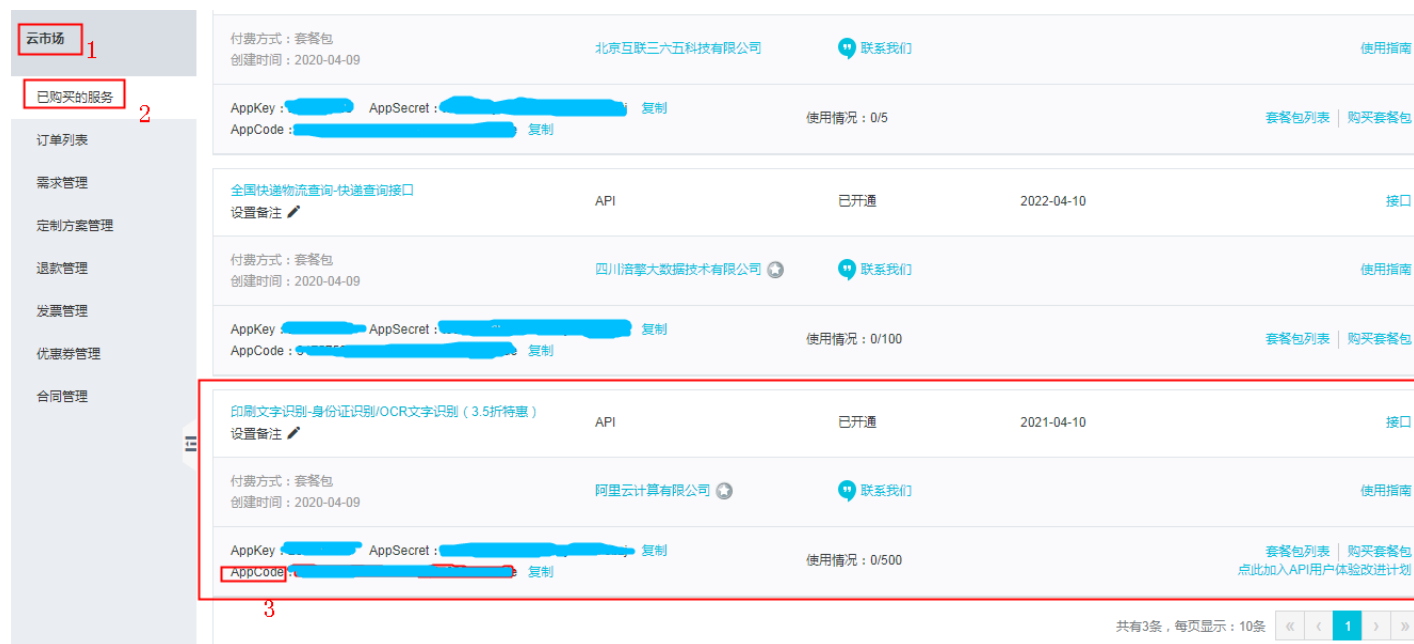 云市场
1
已购买的服务
2
订单列表
需求管理
定制方案管理
退款管理
发票管理
优惠券管理
合同管理
付费方式：套餐包
创建时间：2020-04-09
北京互联三六五科技有限公司
联系我们
使用指南
AppKey： AppSecret： 复制
AppCode： 复制
使用情况：0/5
套餐包列表 购买套餐包
全国快递物流查询-快递查询接口
设置备注
API
已开通
2022-04-10
接口
付费方式：套餐包
创建时间：2020-04-09
四川涪擎大数据技术有限公司
联系我们
使用指南
AppKey： AppSecret： 复制
AppCode： 复制
使用情况：0/100
套餐包列表 购买套餐包
印刷文字识别-身份证识别/OCR文字识别（3.5折特惠）
设置备注
API
已开通
2021-04-10
接口
付费方式：套餐包
创建时间：2020-04-09
阿里云计算有限公司
联系我们
使用指南
AppKey： AppSecret： 复制
AppCode： 复制
3
使用情况：0/500
套餐包列表 购买套餐包
点此加入API用户体验改进计划
共有3条，每页显示：10条 « ‹ 1 › »